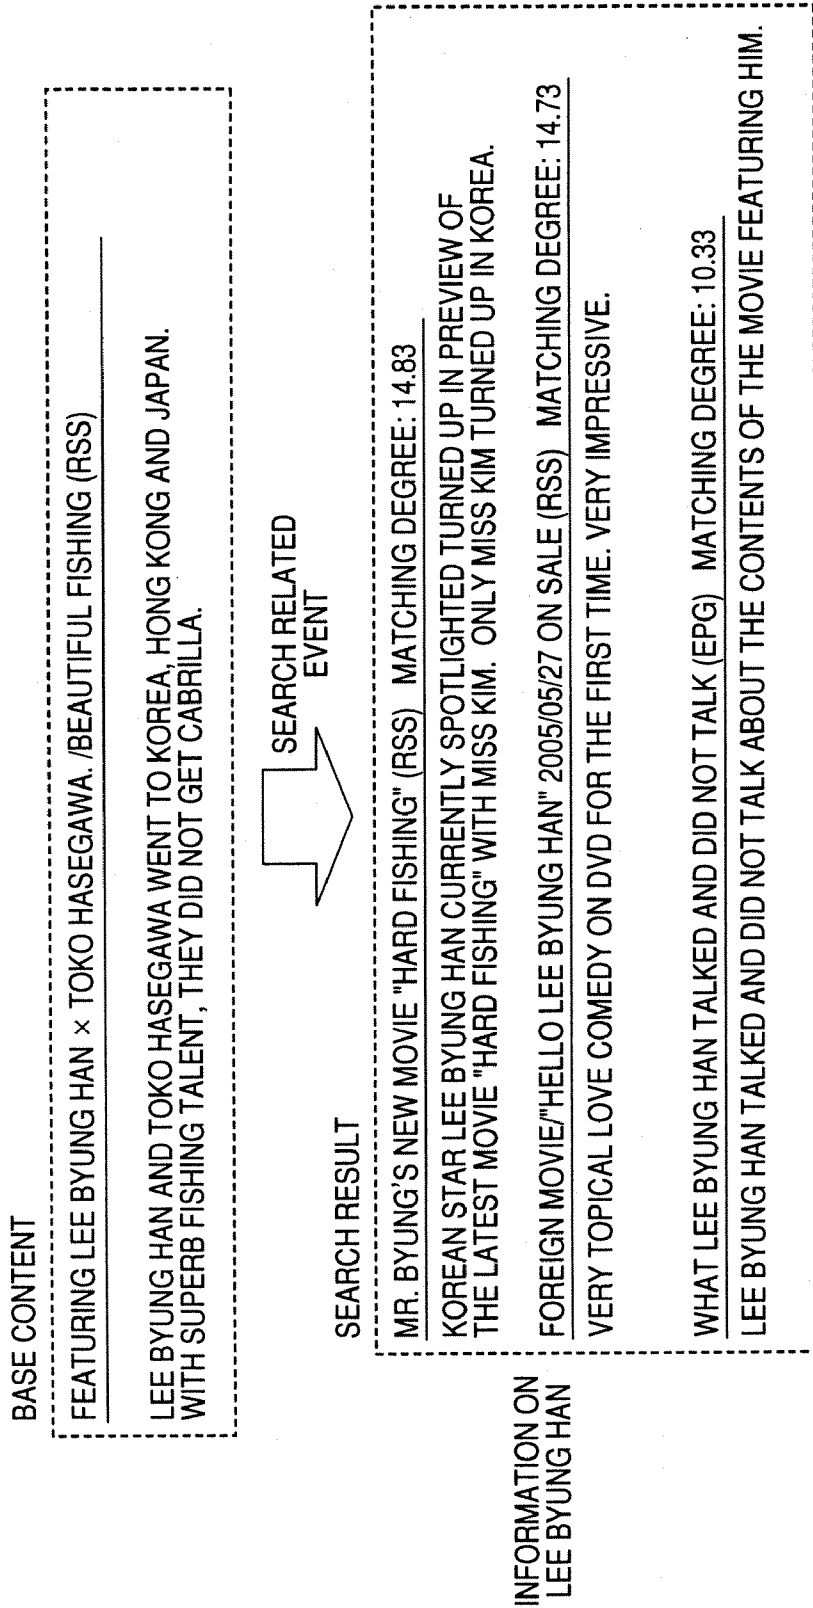 BASE CONTENT
FEATURING LEE BYUNG HAN × TOKO HASEGAWA. /BEAUTIFUL FISHING (RSS)
LEE BYUNG HAN AND TOKO HASEGAWA WENT TO KOREA, HONG KONG AND JAPAN.
WITH SUPERB FISHING TALENT, THEY DID NOT GET CABRILLA.
SEARCH RELATED
EVENT
SEARCH RESULT
MR. BYUNG'S NEW MOVIE "HARD FISHING" (RSS) MATCHING DEGREE: 14.83
KOREAN STAR LEE BYUNG HAN CURRENTLY SPOTLIGHTED TURNED UP IN PREVIEW OF
THE LATEST MOVIE "HARD FISHING" WITH MISS KIM. ONLY MISS KIM TURNED UP IN KOREA.
FOREIGN MOVIE/"HELLO LEE BYUNG HAN" 2005/05/27 ON SALE (RSS) MATCHING DEGREE: 14.73
VERY TOPICAL LOVE COMEDY ON DVD FOR THE FIRST TIME. VERY IMPRESSIVE.
WHAT LEE BYUNG HAN TALKED AND DID NOT TALK (EPG) MATCHING DEGREE: 10.33
LEE BYUNG HAN TALKED AND DID NOT TALK ABOUT THE CONTENTS OF THE MOVIE FEATURING HIM.
INFORMATION ON
LEE BYUNG HAN